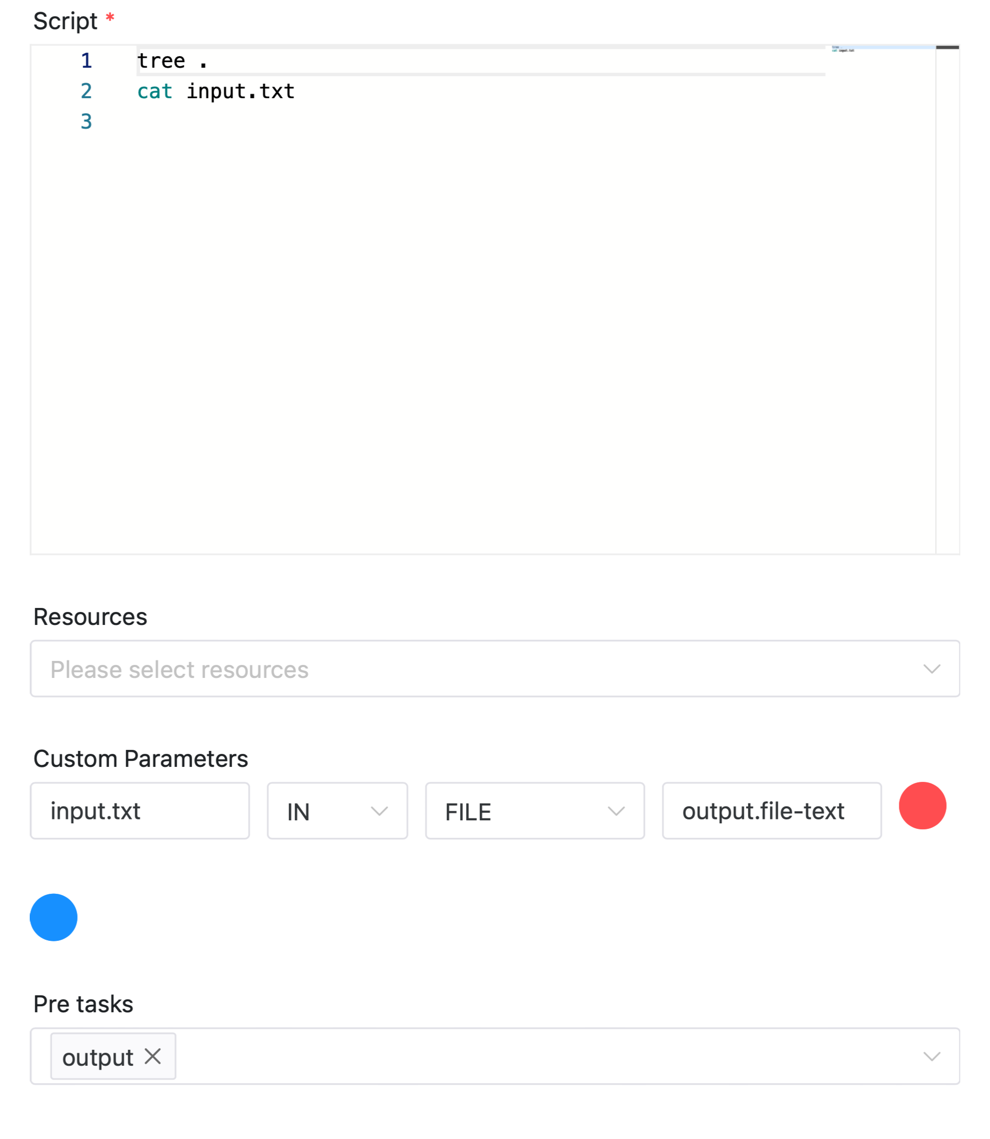 Script *
1 tree .
2 cat input.txt
3
Resources
Please select resources
Custom Parameters
input.txt IN FILE output.file-text
Pre tasks
output